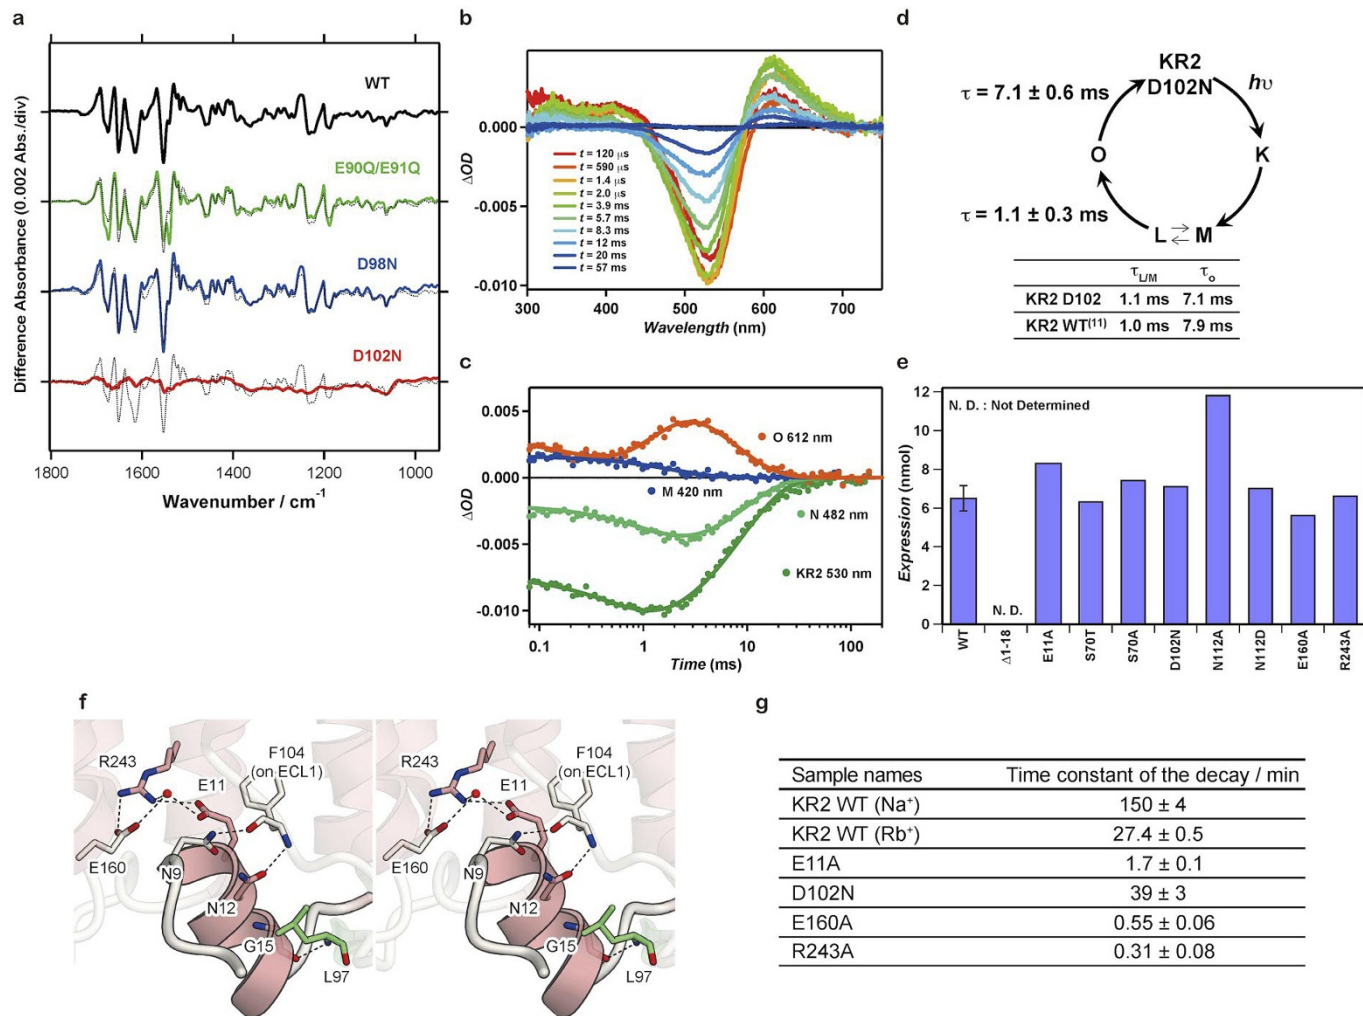 a
Difference Absorbance (0.002 Abs./div)
WT
E90Q/E91Q
D98N
D102N
1800
1600
1400
1200
1000
Wavenumber / cm⁻¹
b
ΔOD
0.000
-0.005
-0.010
t = 120 μs
t = 590 μs
t = 1.4 μs
t = 2.0 μs
t = 3.9 ms
t = 5.7 ms
t = 8.3 ms
t = 12 ms
t = 20 ms
t = 57 ms
300
400
500
600
700
Wavelength (nm)
c
ΔOD
0.005
0.000
-0.005
-0.010
O 612 nm
M 420 nm
N 482 nm
KR2 530 nm
0.1
1
10
100
Time (ms)
d
KR2
D102N
hυ
τ = 7.1 ± 0.6 ms
O
K
τ = 1.1 ± 0.3 ms
L ⇌ M
τL/M τo
KR2 D102 1.1 ms 7.1 ms
KR2 WT(11) 1.0 ms 7.9 ms
e
Expression (nmol)
12
10
8
6
4
2
0
N. D. : Not Determined
N. D.
WT
Δ1-18
E11A
S70T
S70A
D102N
N112A
N112D
E160A
R243A
f
R243
E11
F104
(on ECL1)
E160
N9
N12
G15
L97
R243
E11
F104
(on ECL1)
E160
N9
N12
G15
L97
g
Sample names Time constant of the decay / min
KR2 WT (Na⁺) 150 ± 4
KR2 WT (Rb⁺) 27.4 ± 0.5
E11A 1.7 ± 0.1
D102N 39 ± 3
E160A 0.55 ± 0.06
R243A 0.31 ± 0.08